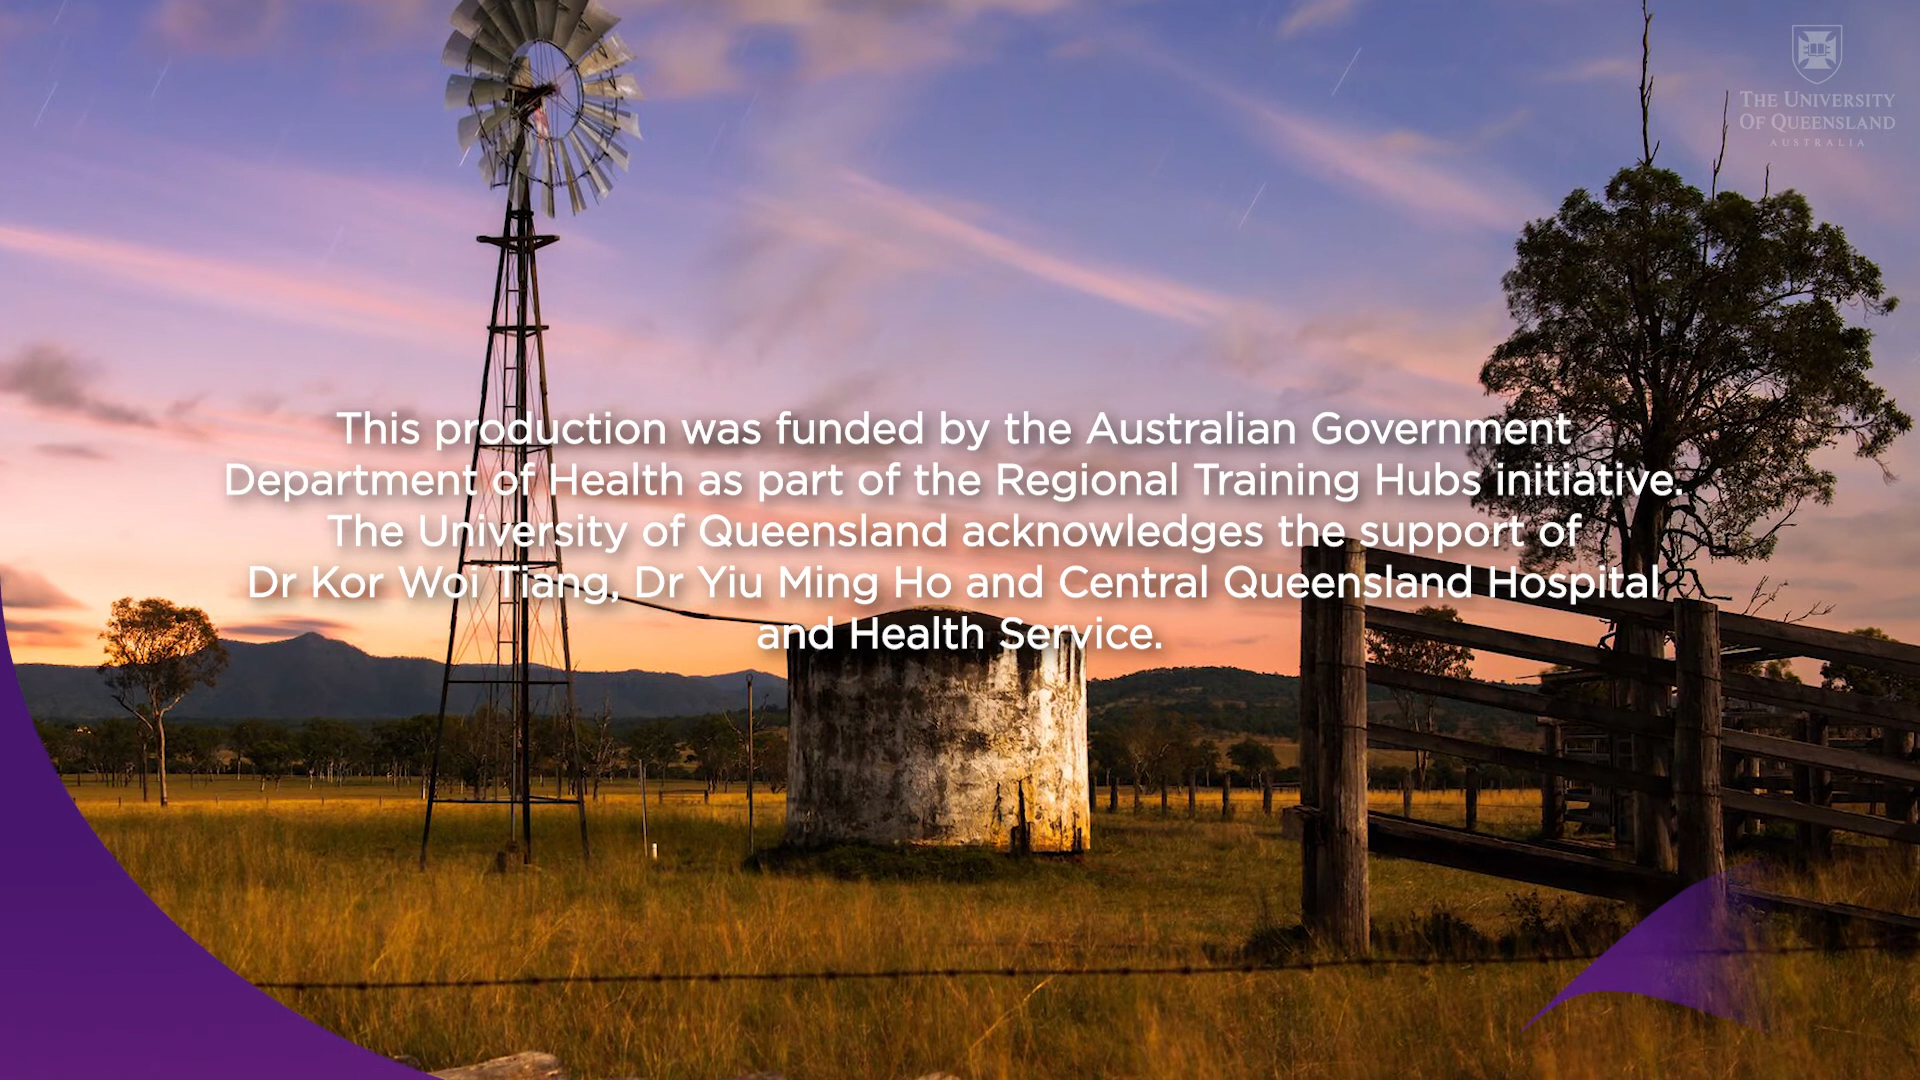 THE UNIVERSITY
OF QUEENSLAND
AUSTRALIA
This production was funded by the Australian Government
Department of Health as part of the Regional Training Hubs initiative.
The University of Queensland acknowledges the support of
Dr Kor Woi Tiang, Dr Yiu Ming Ho and Central Queensland Hospital
and Health Service.